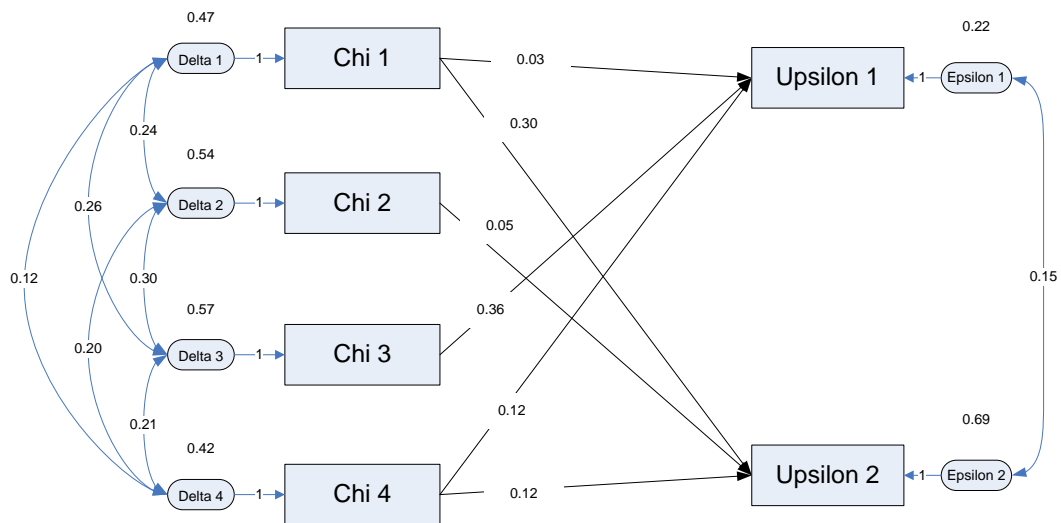 0.47
0.22
Delta 1
1
Chi 1
0.03
Upsilon 1
1
Epsilon 1
0.30
0.24
0.54
Delta 2
1
Chi 2
0.26
0.05
0.12
0.30
0.15
0.57
0.36
0.20
Delta 3
1
Chi 3
0.12
0.21
0.42
0.69
Upsilon 2
1
Epsilon 2
Delta 4
1
Chi 4
0.12